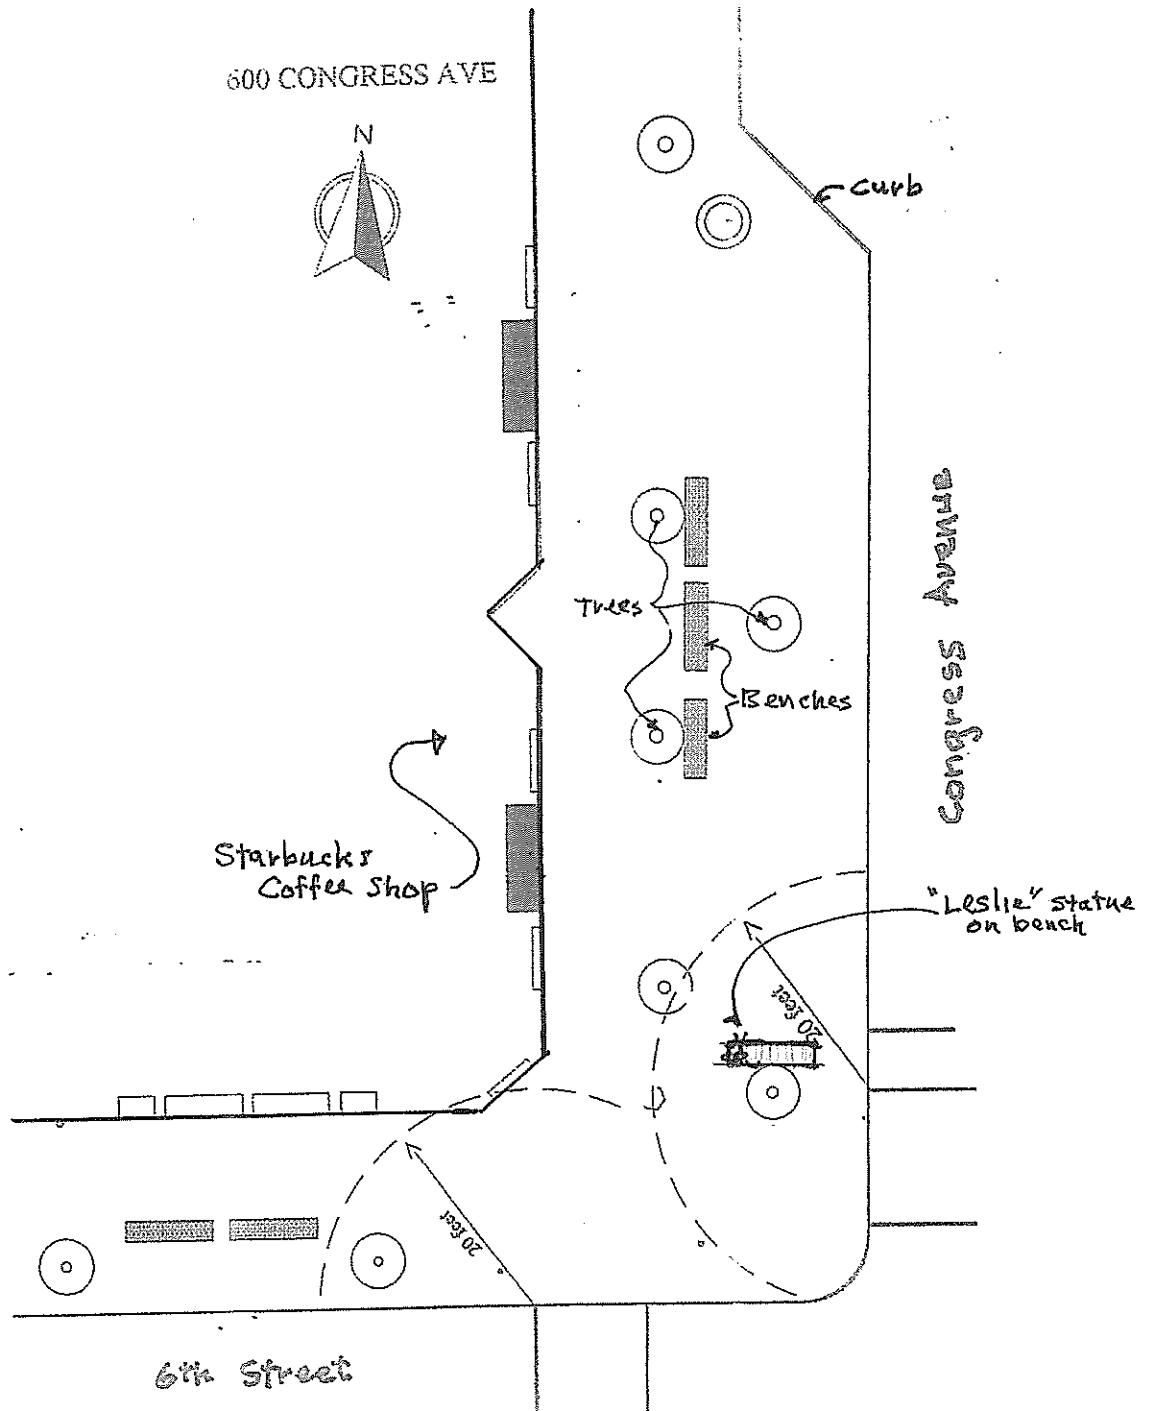 600 CONGRESS AVE
N
curb
Trees
Benches
Congress Avenue
Starbucks
Coffee Shop
"Leslie" statue
on bench
20 feet
20 feet
6th Street